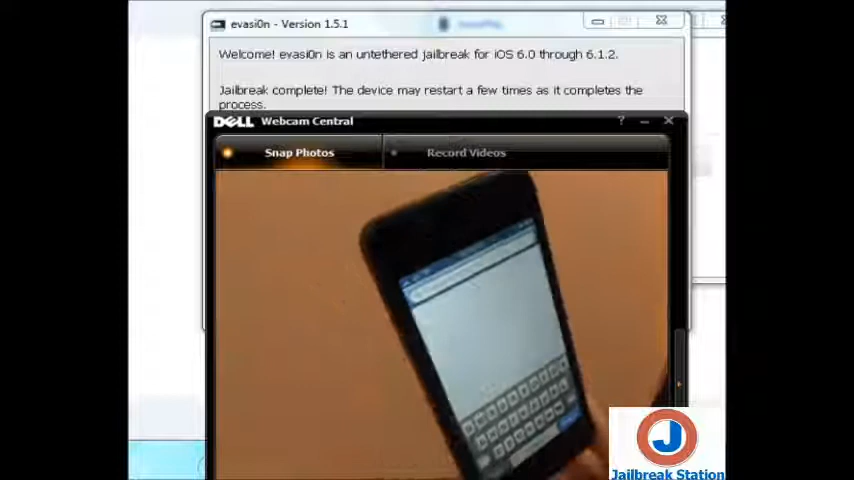 evasi0n - Version 1.5.1
Welcome! evasi0n is an untethered jailbreak for iOS 6.0 through 6.1.2.
Jailbreak complete! The device may restart a few times as it completes the
process.
DELL Webcam Central
?
Snap Photos
Record Videos
J
Jailbreak Station